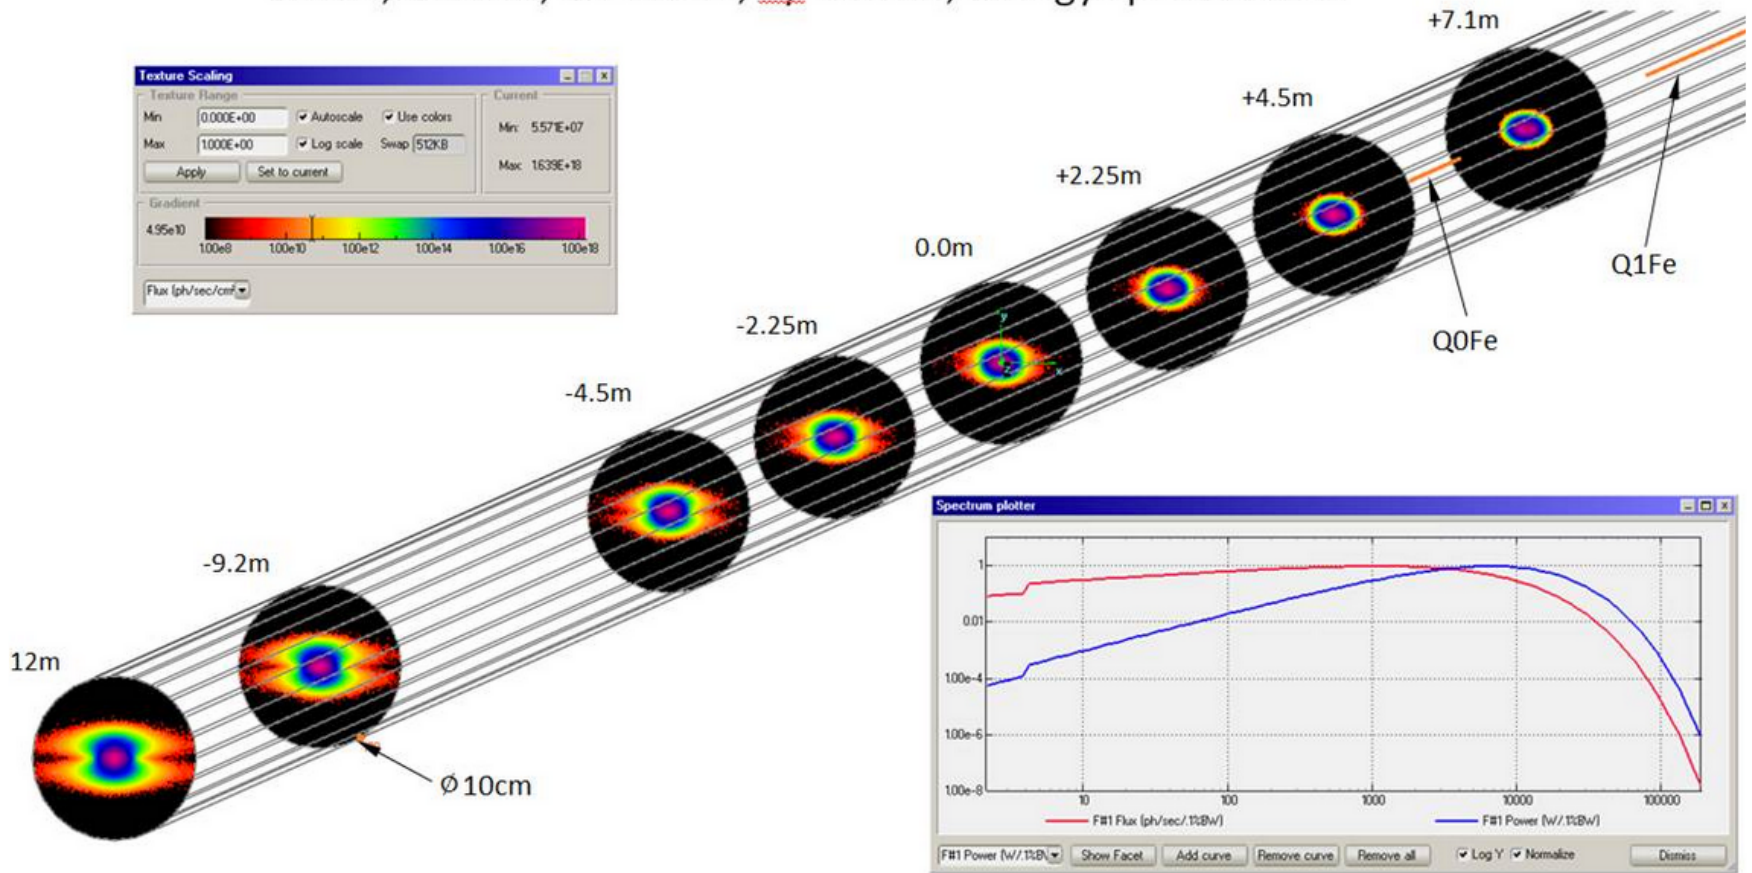 +7.1m
+4.5m
+2.25m
0.0m
-2.25m
-4.5m
-9.2m
12m
Ø 10cm
Q0Fe
Q1Fe
Texture Scaling
Texture Range
Min 0.000E+00 Autoscale Use colors
Max 1.000E+00 Log scale Swap 512KB
Apply Set to current
Current
Min: 5.571E+07
Max: 1.639E+18
Gradient
4.95e10
1.00e8 1.00e10 1.00e12 1.00e14 1.00e16 1.00e18
Flux (ph/sec/cm²
y
z x
Spectrum plotter
1
0.01
1.00e-4
1.00e-6
1.00e-8
10 100 1000 10000 100000
F#1 Flux (ph/sec/.1%BW) F#1 Power (W/.1%BW)
F#1 Power (W/.1%B Show Facet Add curve Remove curve Remove all Log Y Normalize Dismiss